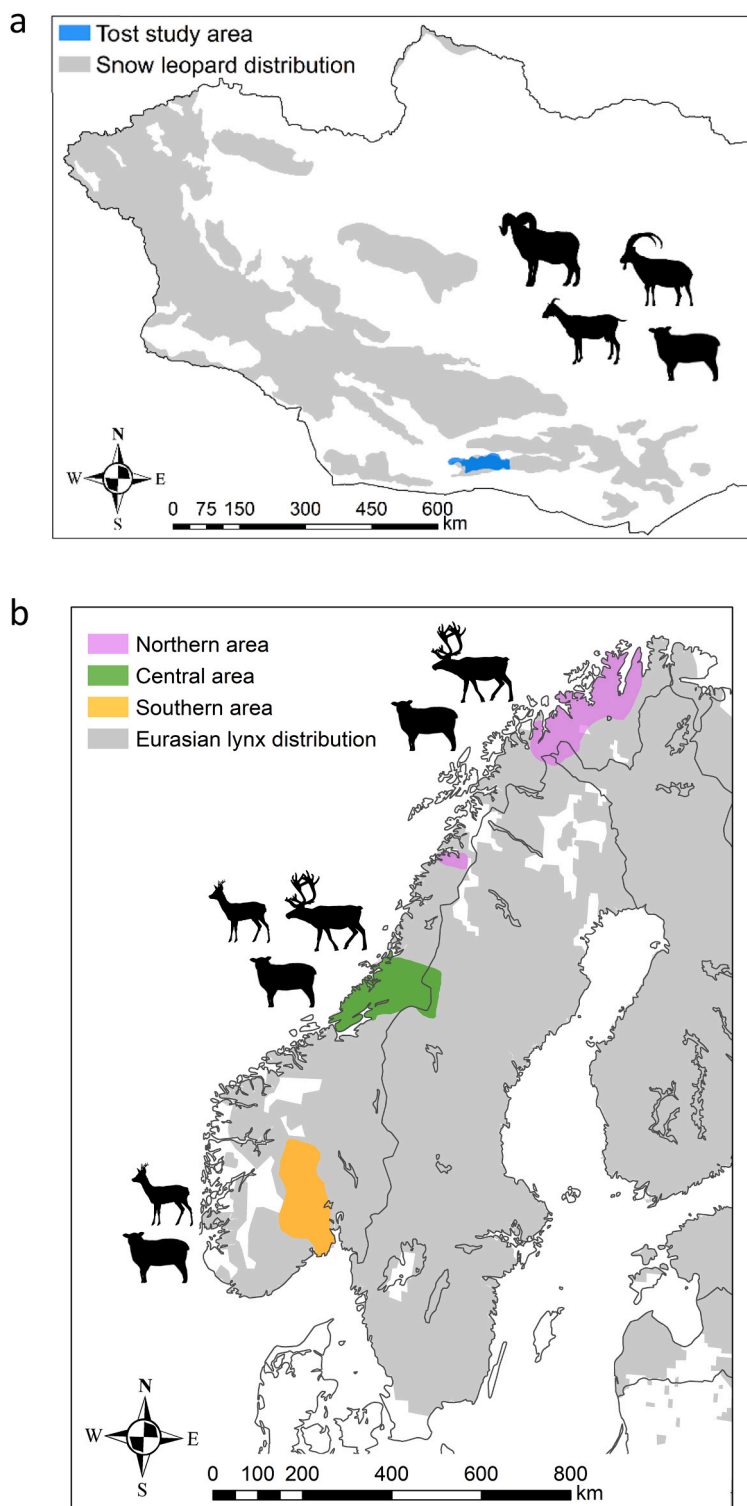 a
Tost study area
Snow leopard distribution
N
W E
S
0 75 150 300 450 600
km
b
Northern area
Central area
Southern area
Eurasian lynx distribution
N
W E
S
0 100 200 400 600 800
km